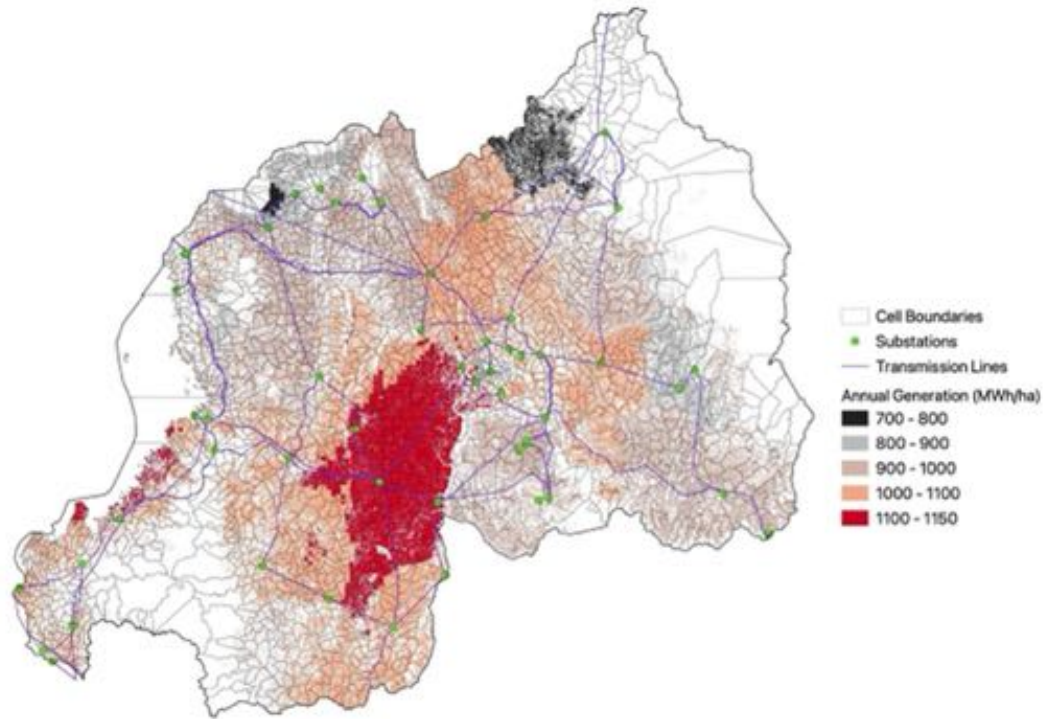 Cell Boundaries
Substations
Transmission Lines
Annual Generation (MWh/ha)
700 - 800
800 - 900
900 - 1000
1000 - 1100
1100 - 1150